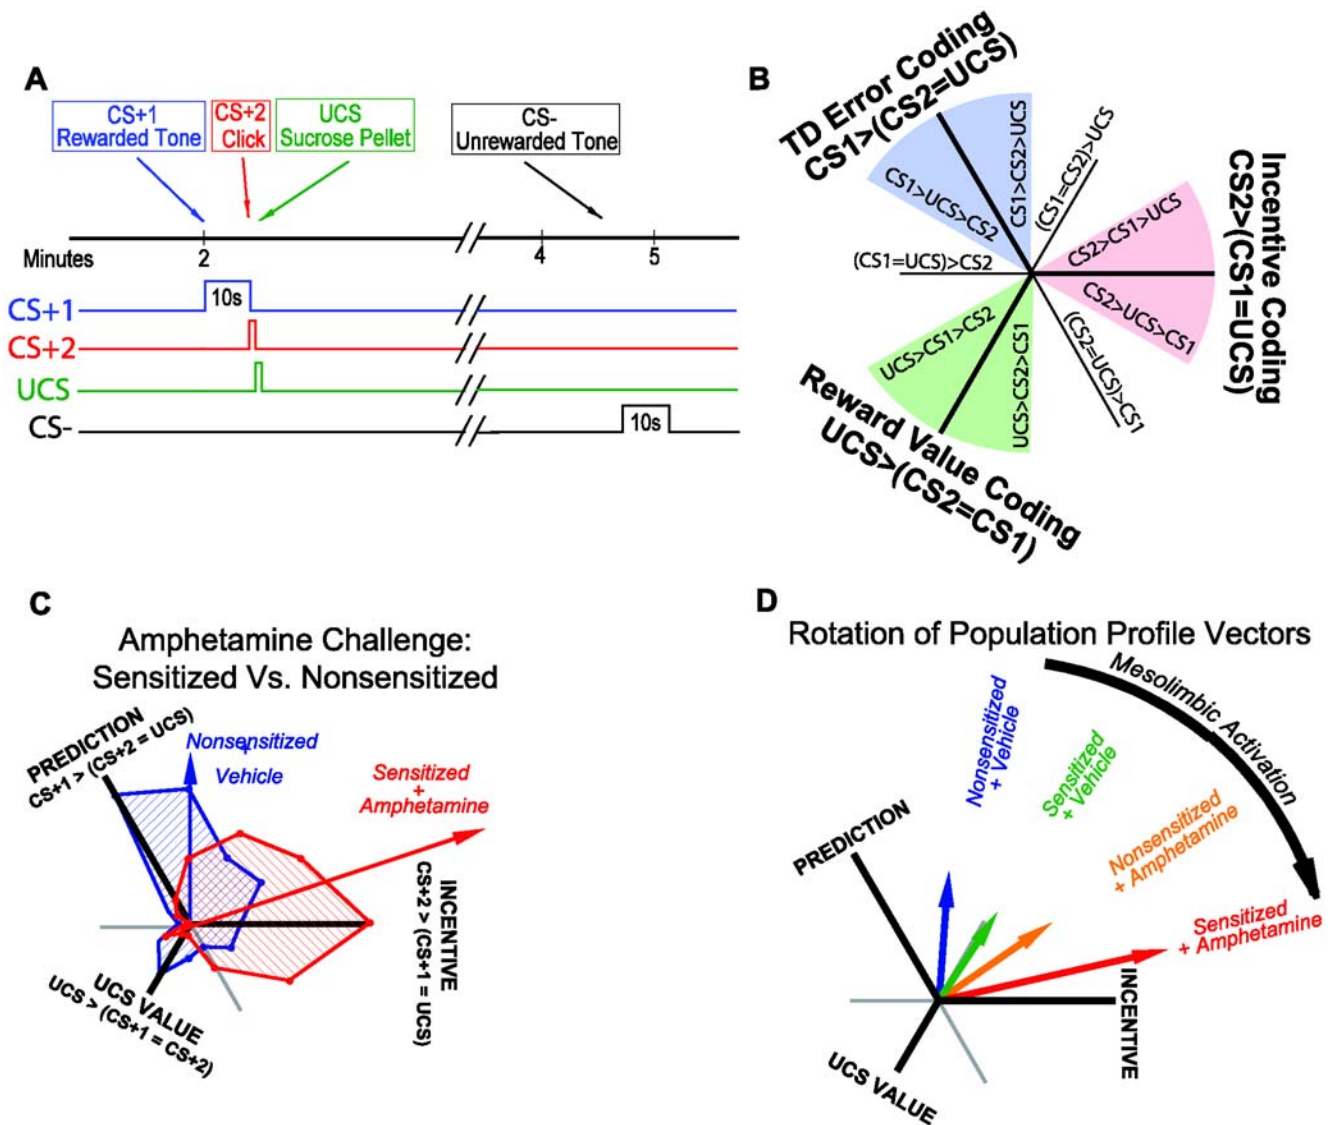 A
CS+1
Rewarded Tone
CS+2
Click
UCS
Sucrose Pellet
CS-
Unrewarded Tone
Minutes
2
4
5
CS+1
10s
CS+2
UCS
CS-
10s
B
TD Error Coding
CS1>(CS2=UCS)
CS1>UCS>CS2
CS1>CS2>UCS
(CS1=CS2)>UCS
CS2>CS1>UCS
Incentive Coding
CS2>(CS1=UCS)
CS2>UCS>CS1
(CS2=UCS)>CS1
(CS1=UCS)>CS2
UCS>CS1>CS2
UCS>CS2>CS1
Reward Value Coding
UCS>(CS2=CS1)
C
Amphetamine Challenge:
Sensitized Vs. Nonsensitized
PREDICTION
CS+1 > (CS+2 = UCS)
Nonsensitized
+
Vehicle
Sensitized
+
Amphetamine
INCENTIVE
CS+2 > (CS+1 = UCS)
UCS VALUE
UCS > (CS+1 = CS+2)
D
Rotation of Population Profile Vectors
Mesolimbic Activation
Nonsensitized
+ Vehicle
Sensitized
+ Vehicle
Nonsensitized
+ Amphetamine
Sensitized
+ Amphetamine
PREDICTION
INCENTIVE
UCS VALUE